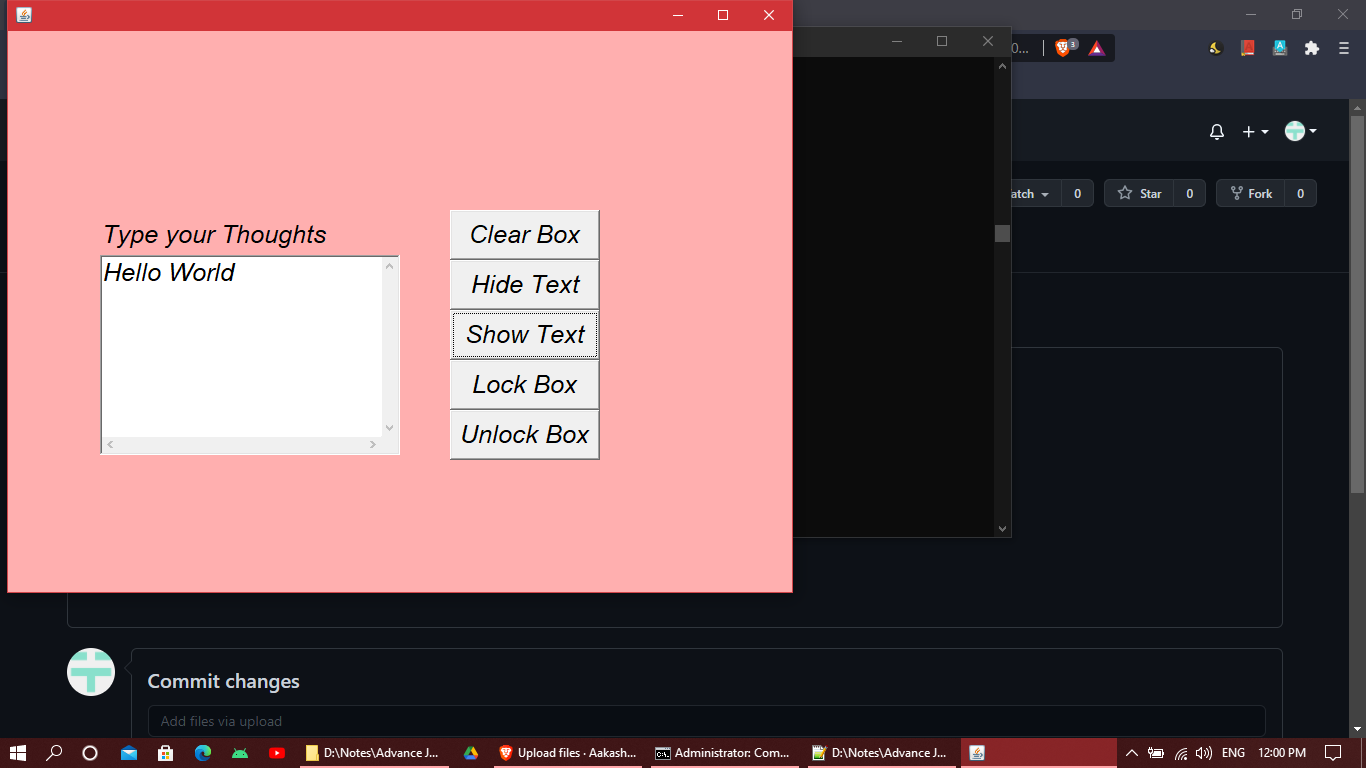 0...
3
atch
0
Star
0
Fork
0
Type your Thoughts
Hello World
Clear Box
Hide Text
Show Text
Lock Box
Unlock Box
Commit changes
Add files via upload
D:\Notes\Advance J...
Upload files · Aakash...
Administrator: Com...
D:\Notes\Advance J...
ENG
12:00 PM